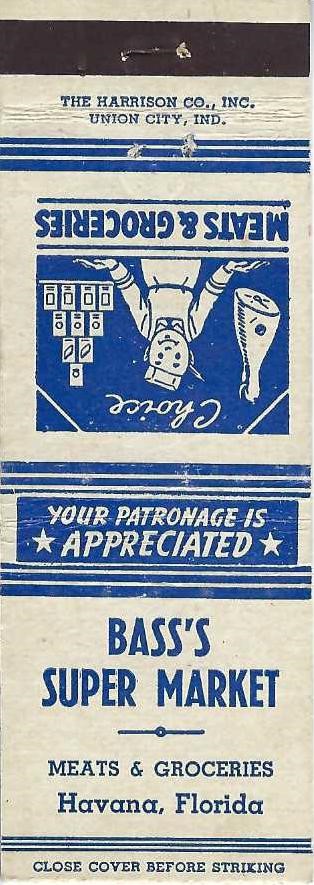 THE HARRISON CO., INC.
UNION CITY, IND.
MEATS & GROCERIES
Choice
YOUR PATRONAGE IS
★ APPRECIATED ★
BASS'S
SUPER MARKET
MEATS & GROCERIES
Havana, Florida
CLOSE COVER BEFORE STRIKING